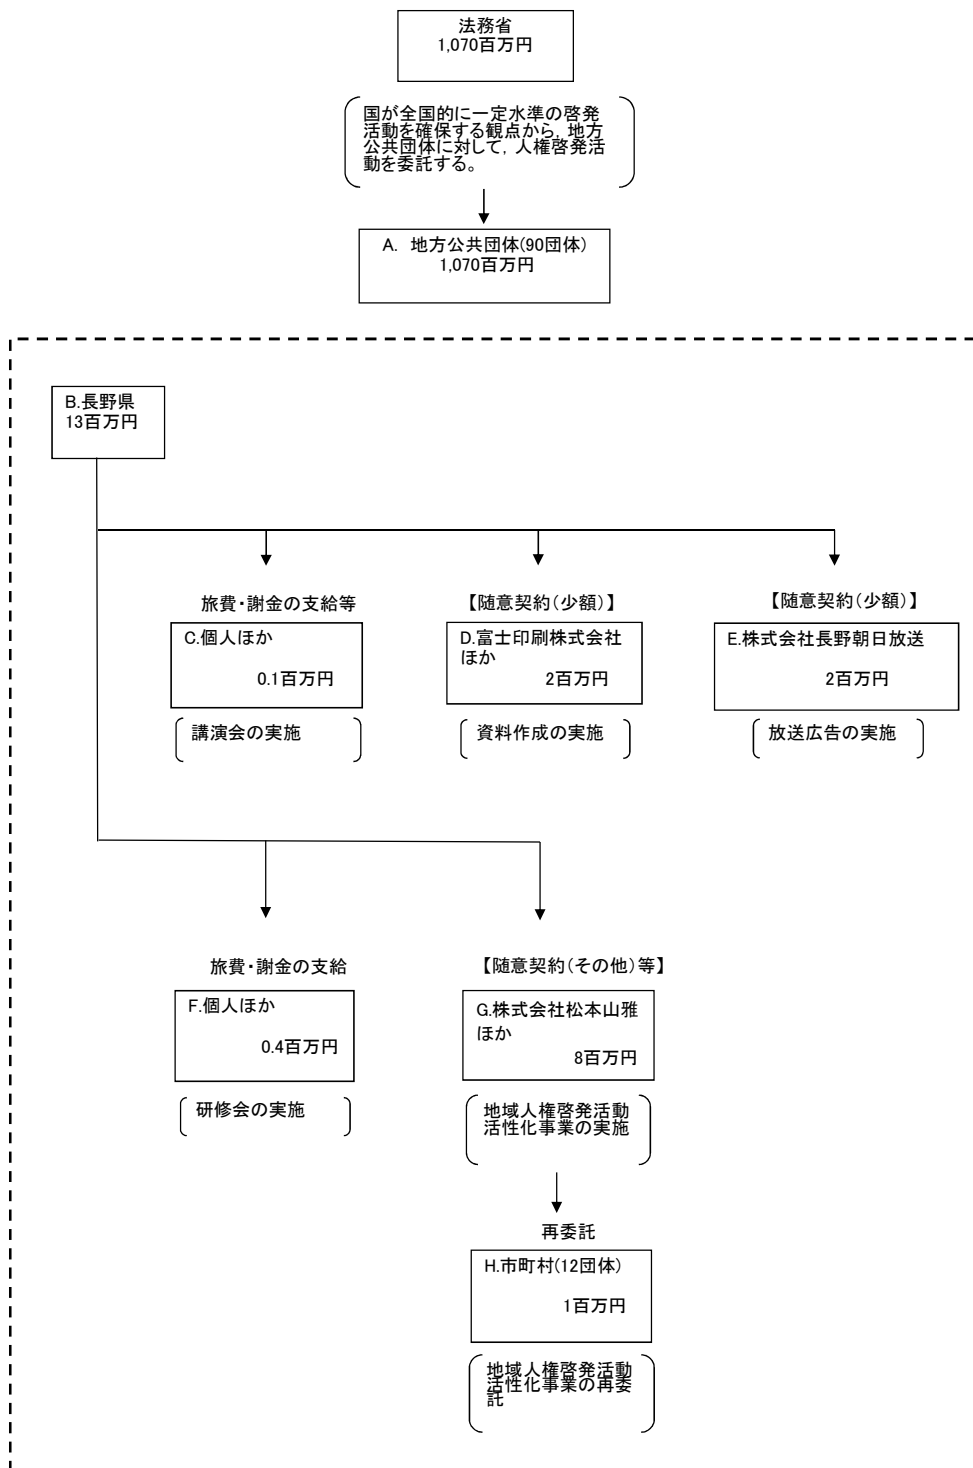 法務省
1,070百万円
国が全国的に一定水準の啓発
活動を確保する観点から，地方
公共団体に対して，人権啓発活
動を委託する。
A. 地方公共団体(90団体)
1,070百万円
B.長野県
13百万円
旅費・謝金の支給等
C.個人ほか
0.1百万円
講演会の実施
【随意契約(少額)】
D.富士印刷株式会社
ほか
2百万円
資料作成の実施
【随意契約(少額)】
E.株式会社長野朝日放送
2百万円
放送広告の実施
旅費・謝金の支給
F.個人ほか
0.4百万円
研修会の実施
【随意契約(その他)等】
G.株式会社松本山雅
ほか
8百万円
地域人権啓発活動
活性化事業の実施
再委託
H.市町村(12団体)
1百万円
地域人権啓発活動
活性化事業の再委
託